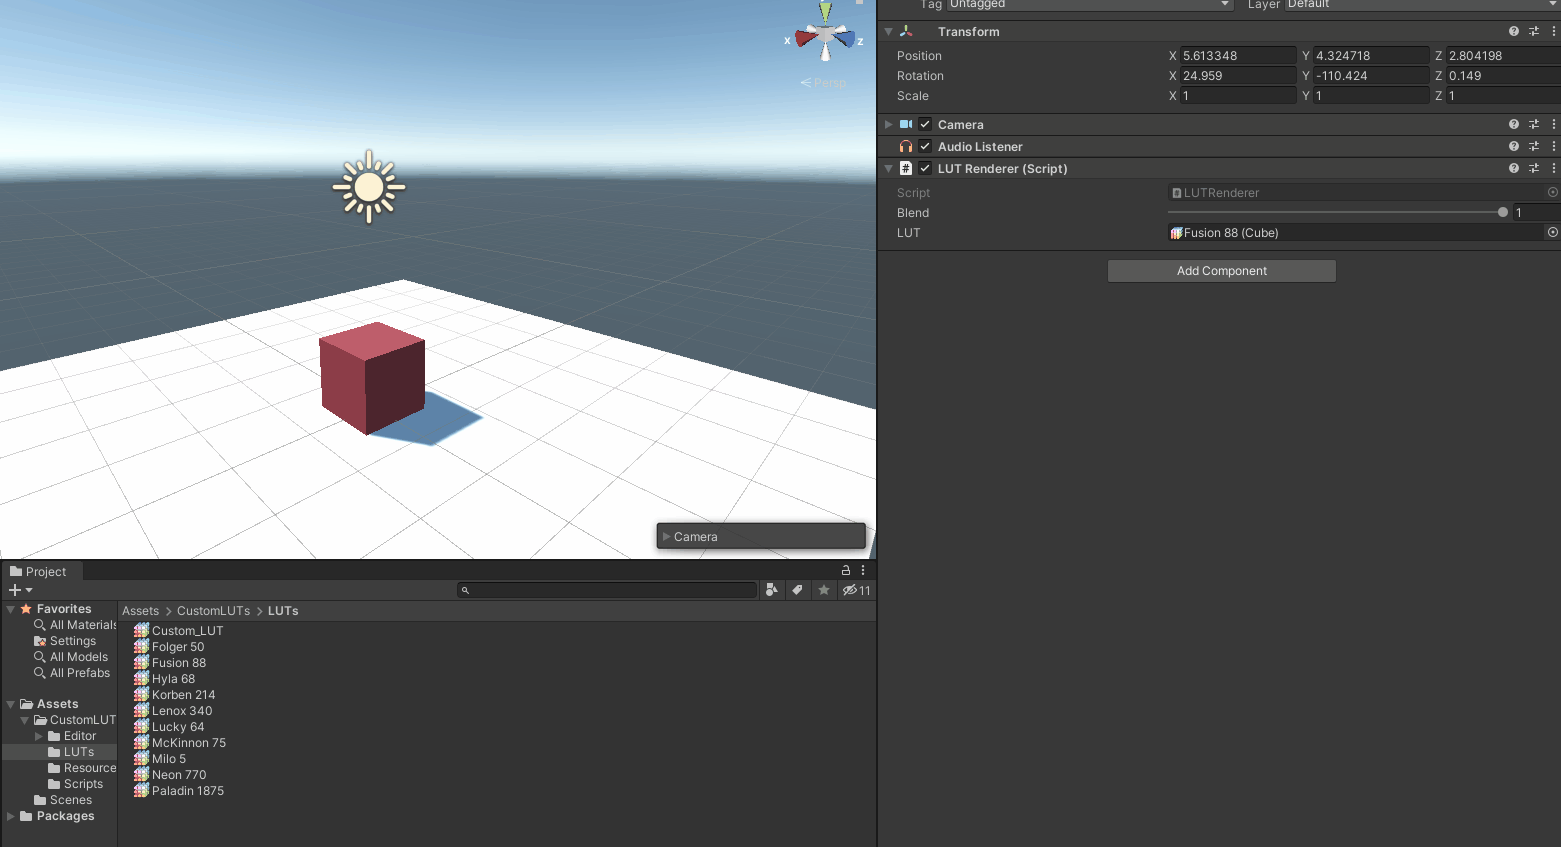 Tag Untagged Layer Default
Transform
Position X 5.613348 Y 4.324718 Z 2.804198
Rotation X 24.959 Y -110.424 Z 0.149
Scale X 1 Y 1 Z 1
Camera
Audio Listener
LUT Renderer (Script)
Script LUTRenderer
Blend 1
LUT Fusion 88 (Cube)
Add Component
x z
Persp
Camera
Project
11
Favorites
All Materials
Settings
All Models
All Prefabs
Assets
CustomLUT
Editor
LUTs
Resource
Scripts
Scenes
Packages
Assets > CustomLUTs > LUTs
Custom_LUT
Folger 50
Fusion 88
Hyla 68
Korben 214
Lenox 340
Lucky 64
McKinnon 75
Milo 5
Neon 770
Paladin 1875